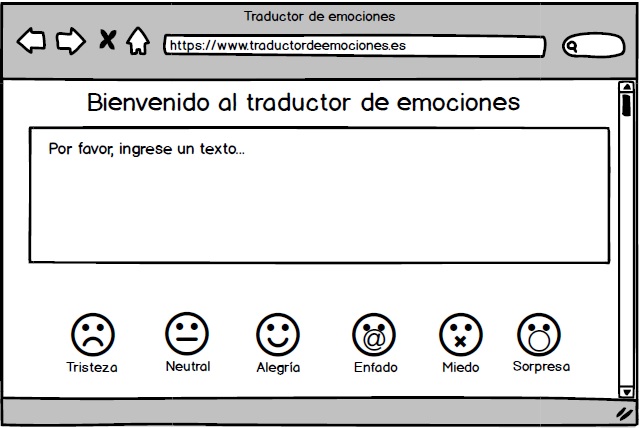 Traductor de emociones
https://www.traductordeemociones.es
Bienvenido al traductor de emociones
Por favor, ingrese un texto...
Tristeza Neutral Alegría Enfado Miedo Sorpresa